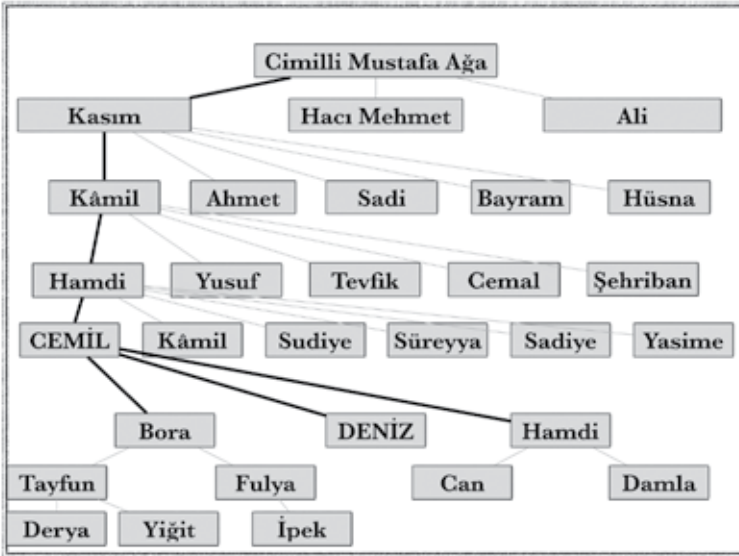 Cimilli Mustafa Ağa
Kasım Hacı Mehmet Ali
Kâmil Ahmet Sadi Bayram Hüsna
Hamdi Yusuf Tevfik Cemal Şehriban
CEMİL Kâmil Sudiye Süreyya Sadiye Yasime
Bora DENİZ Hamdi
Tayfun Fulya Can Damla
Derya Yiğit İpek